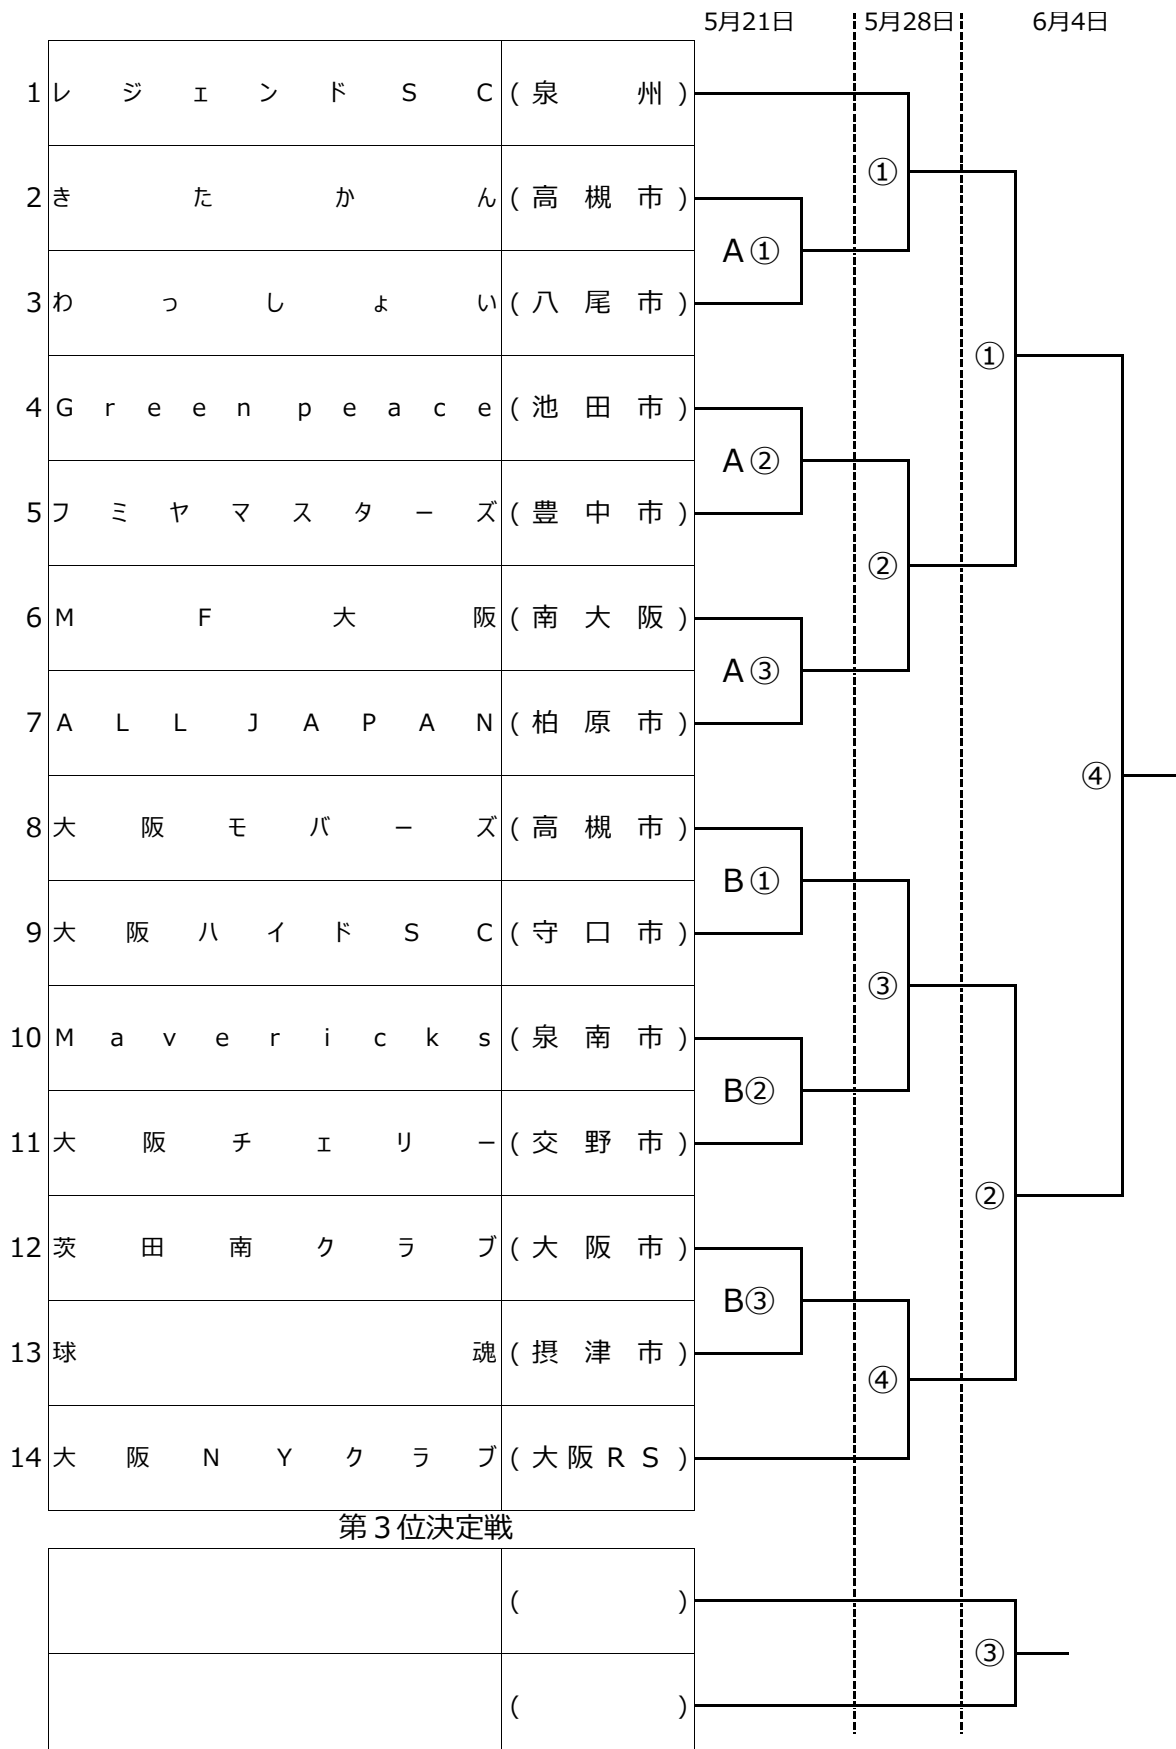 5月21日 5月28日 6月4日
1 レジェンドSC (泉州)
①
2 きたかん (高槻市)
A①
3 わっしょい (八尾市)
①
4 Green peace (池田市)
A②
5 フミヤマスターズ (豊中市)
②
6 MF大阪 (南大阪)
A③
7 ALL JAPAN (柏原市)
④
8 大阪モバーズ (高槻市)
B①
9 大阪ハイドSC (守口市)
③
10 Mavericks (泉南市)
B②
11 大阪チェリー (交野市)
②
12 茨田南クラブ (大阪市)
B③
13 球魂 (摂津市)
④
14 大阪NYクラブ (大阪RS)
第3位決定戦
( )
③
( )